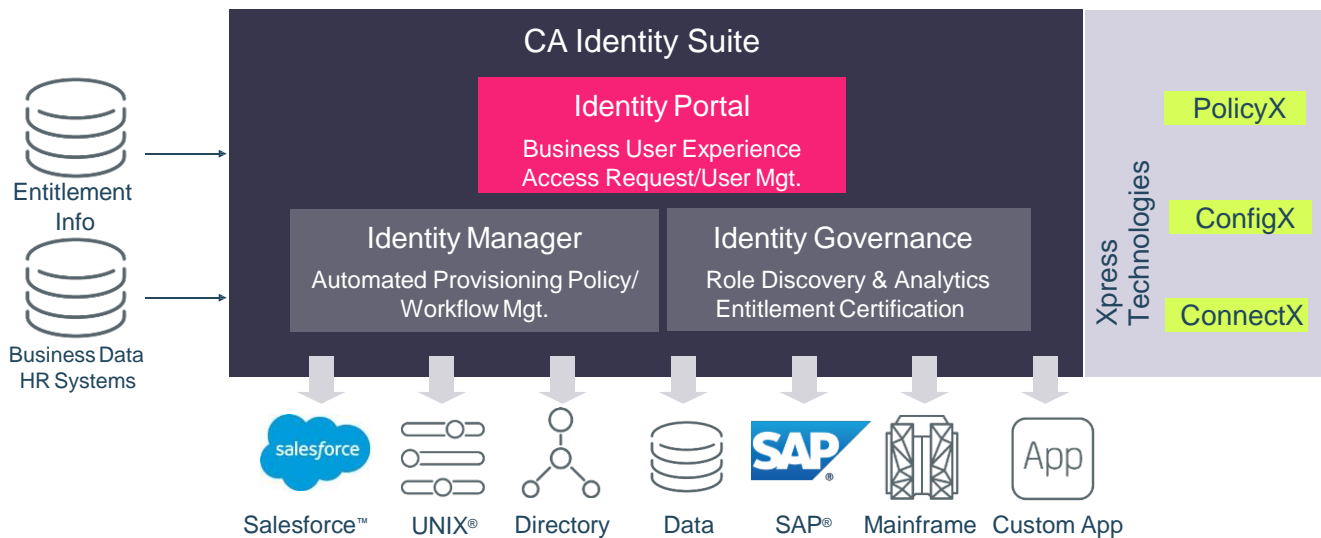 CA Identity Suite
Identity Portal
Business User Experience
Access Request/User Mgt.
Identity Manager
Automated Provisioning Policy/
Workflow Mgt.
Identity Governance
Role Discovery & Analytics
Entitlement Certification
Entitlement
Info
Business Data
HR Systems
Xpress
Technologies
PolicyX
ConfigX
ConnectX
salesforce
SAP®
App
Salesforce™
UNIX®
Directory
Data
SAP®
Mainframe
Custom App